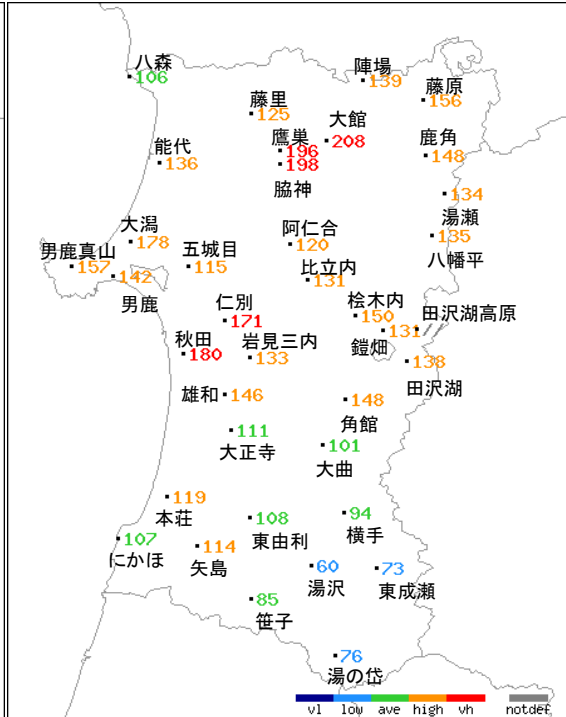 八森
106
陣場
139
藤里
125
藤原
156
大館
208
鷹巣
196
198
脇神
能代
136
鹿角
148
134
湯瀬
135
八幡平
大潟
178
阿仁合
120
男鹿真山
157
五城目
115
142
男鹿
比立内
131
仁別
171
桧木内
150
田沢湖高原
131
鎧畑
秋田
180
岩見三内
133
138
田沢湖
雄和
146
148
角館
111
大正寺
101
大曲
119
本荘
108
東由利
94
横手
107
にかほ
114
矢島
60
湯沢
73
東成瀬
85
笹子
76
湯の岱
vl low ave high vh notdef